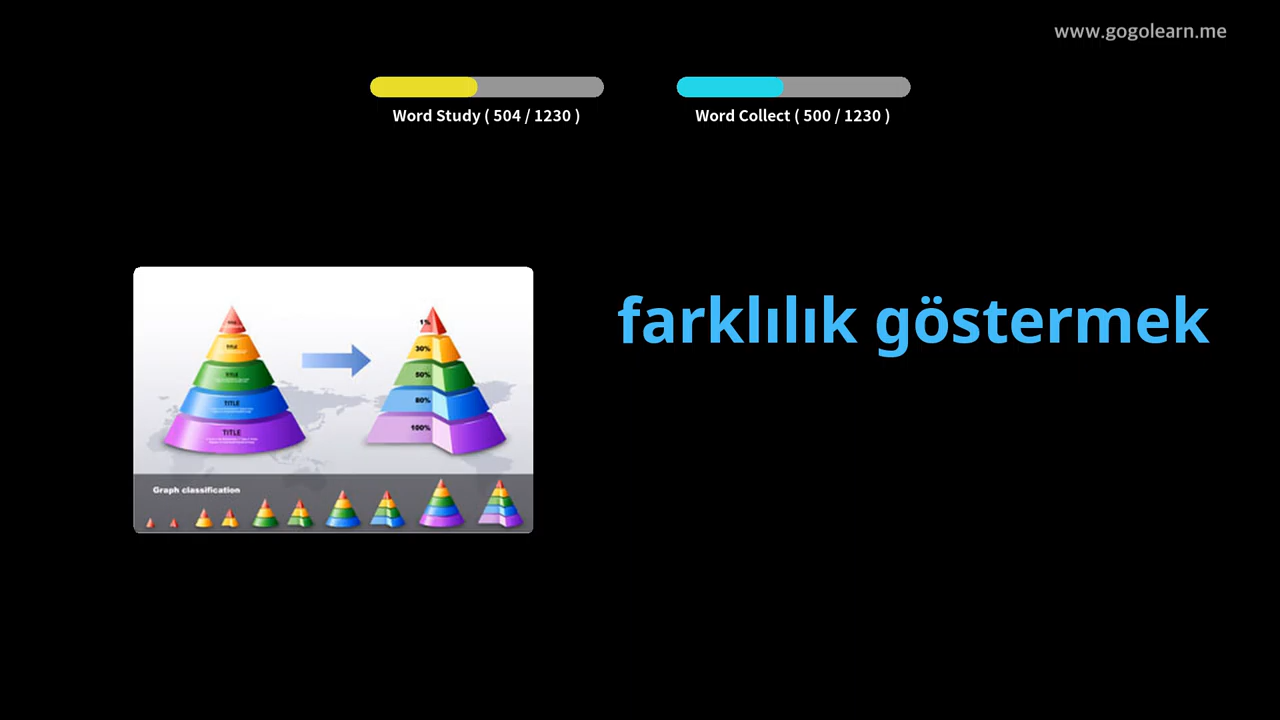 www.gogolearn.me
Word Study ( 504 / 1230 )
Word Collect ( 500 / 1230 )
farklılık göstermek
TITLE
TITLE
TITLE
TITLE
1%
30%
50%
80%
100%
Graph classification